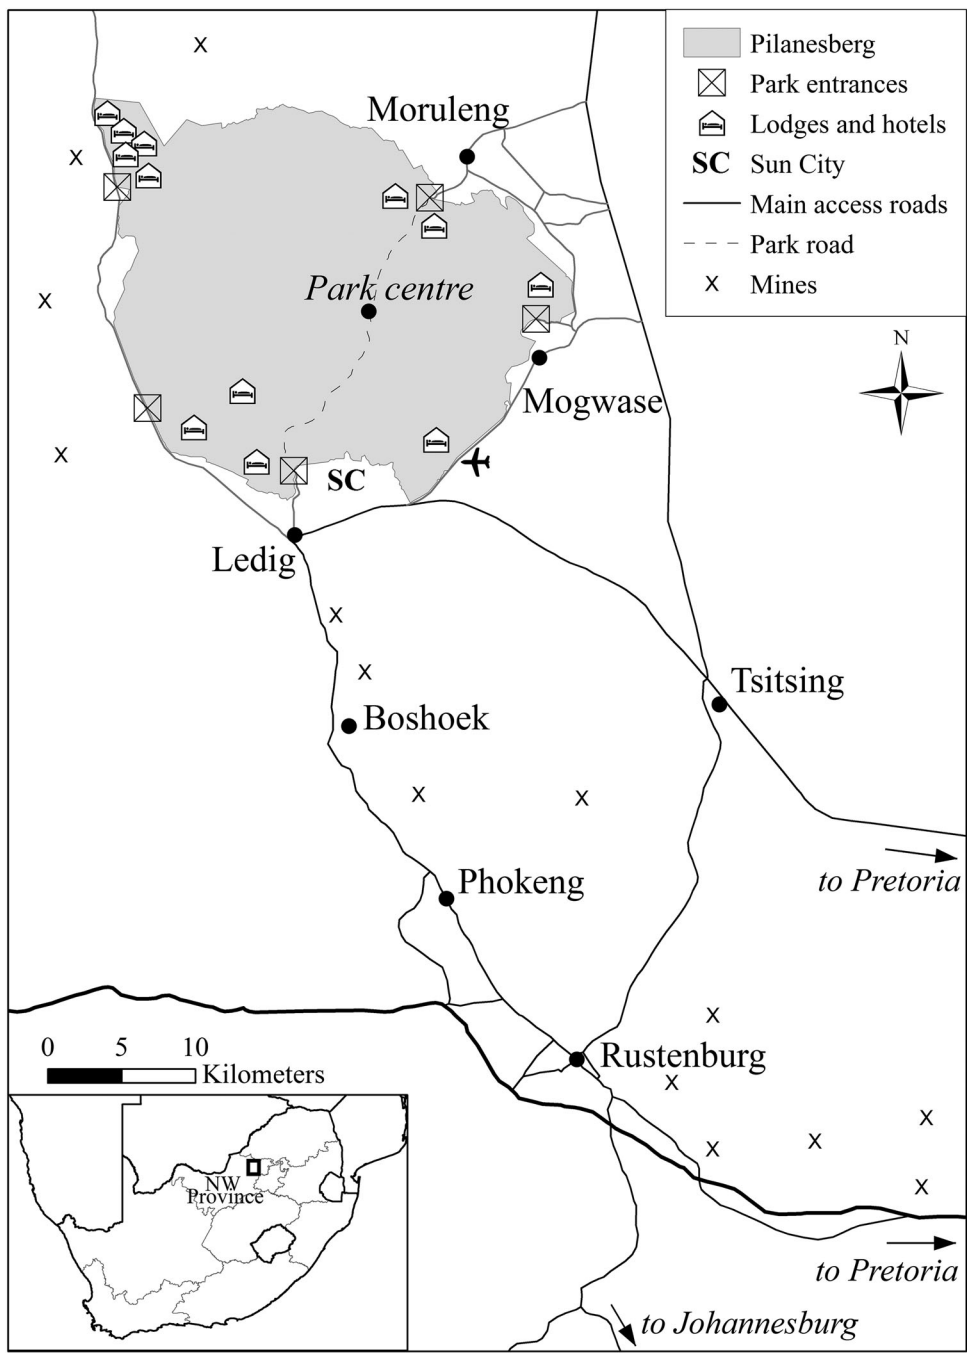 Pilanesberg
Park entrances
Lodges and hotels
SC Sun City
Main access roads
Park road
X Mines
X
Moruleng
X
Park centre
X
N
Mogwase
X
SC
Ledig
X
X
Tsitsing
Boshoek
X
X
to Pretoria
Phokeng
X
0 5 10
Kilometers
Rustenburg
X
X
X
X
X
NW
Province
to Pretoria
to Johannesburg